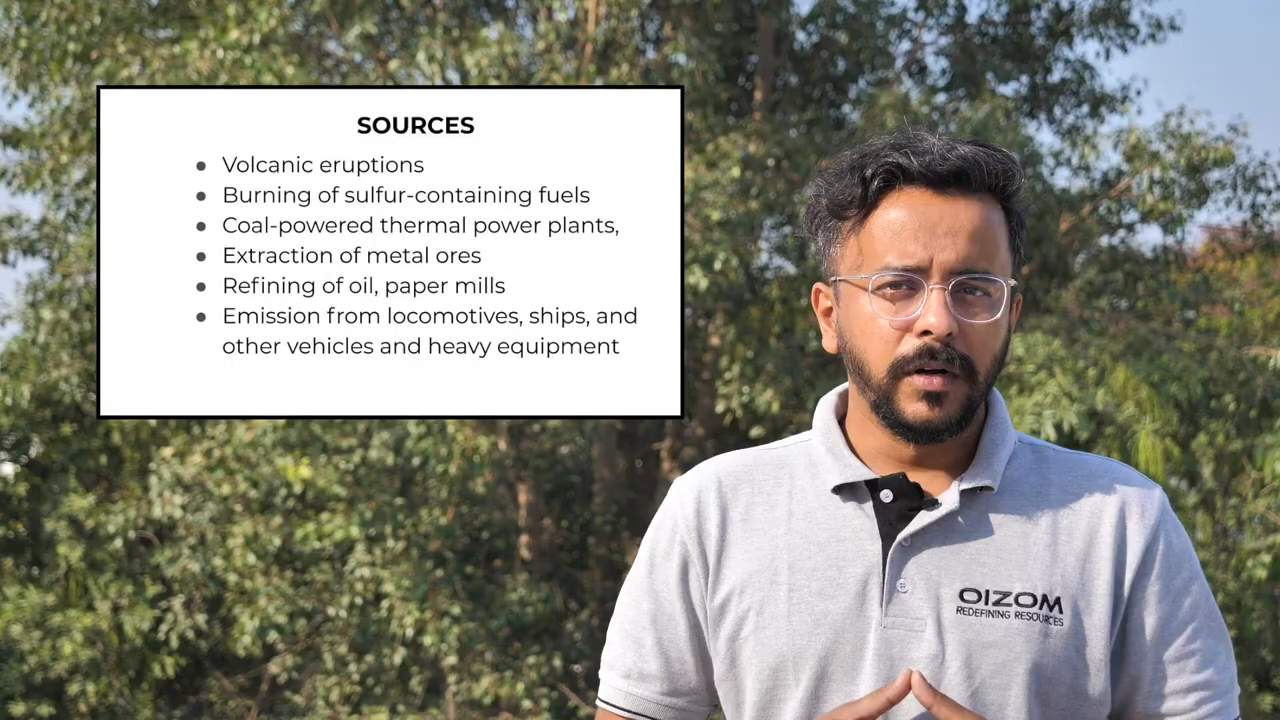 SOURCES
● Volcanic eruptions
● Burning of sulfur-containing fuels
● Coal-powered thermal power plants,
● Extraction of metal ores
● Refining of oil, paper mills
● Emission from locomotives, ships, and
other vehicles and heavy equipment
OIZOM
REDEFINING RESOURCES